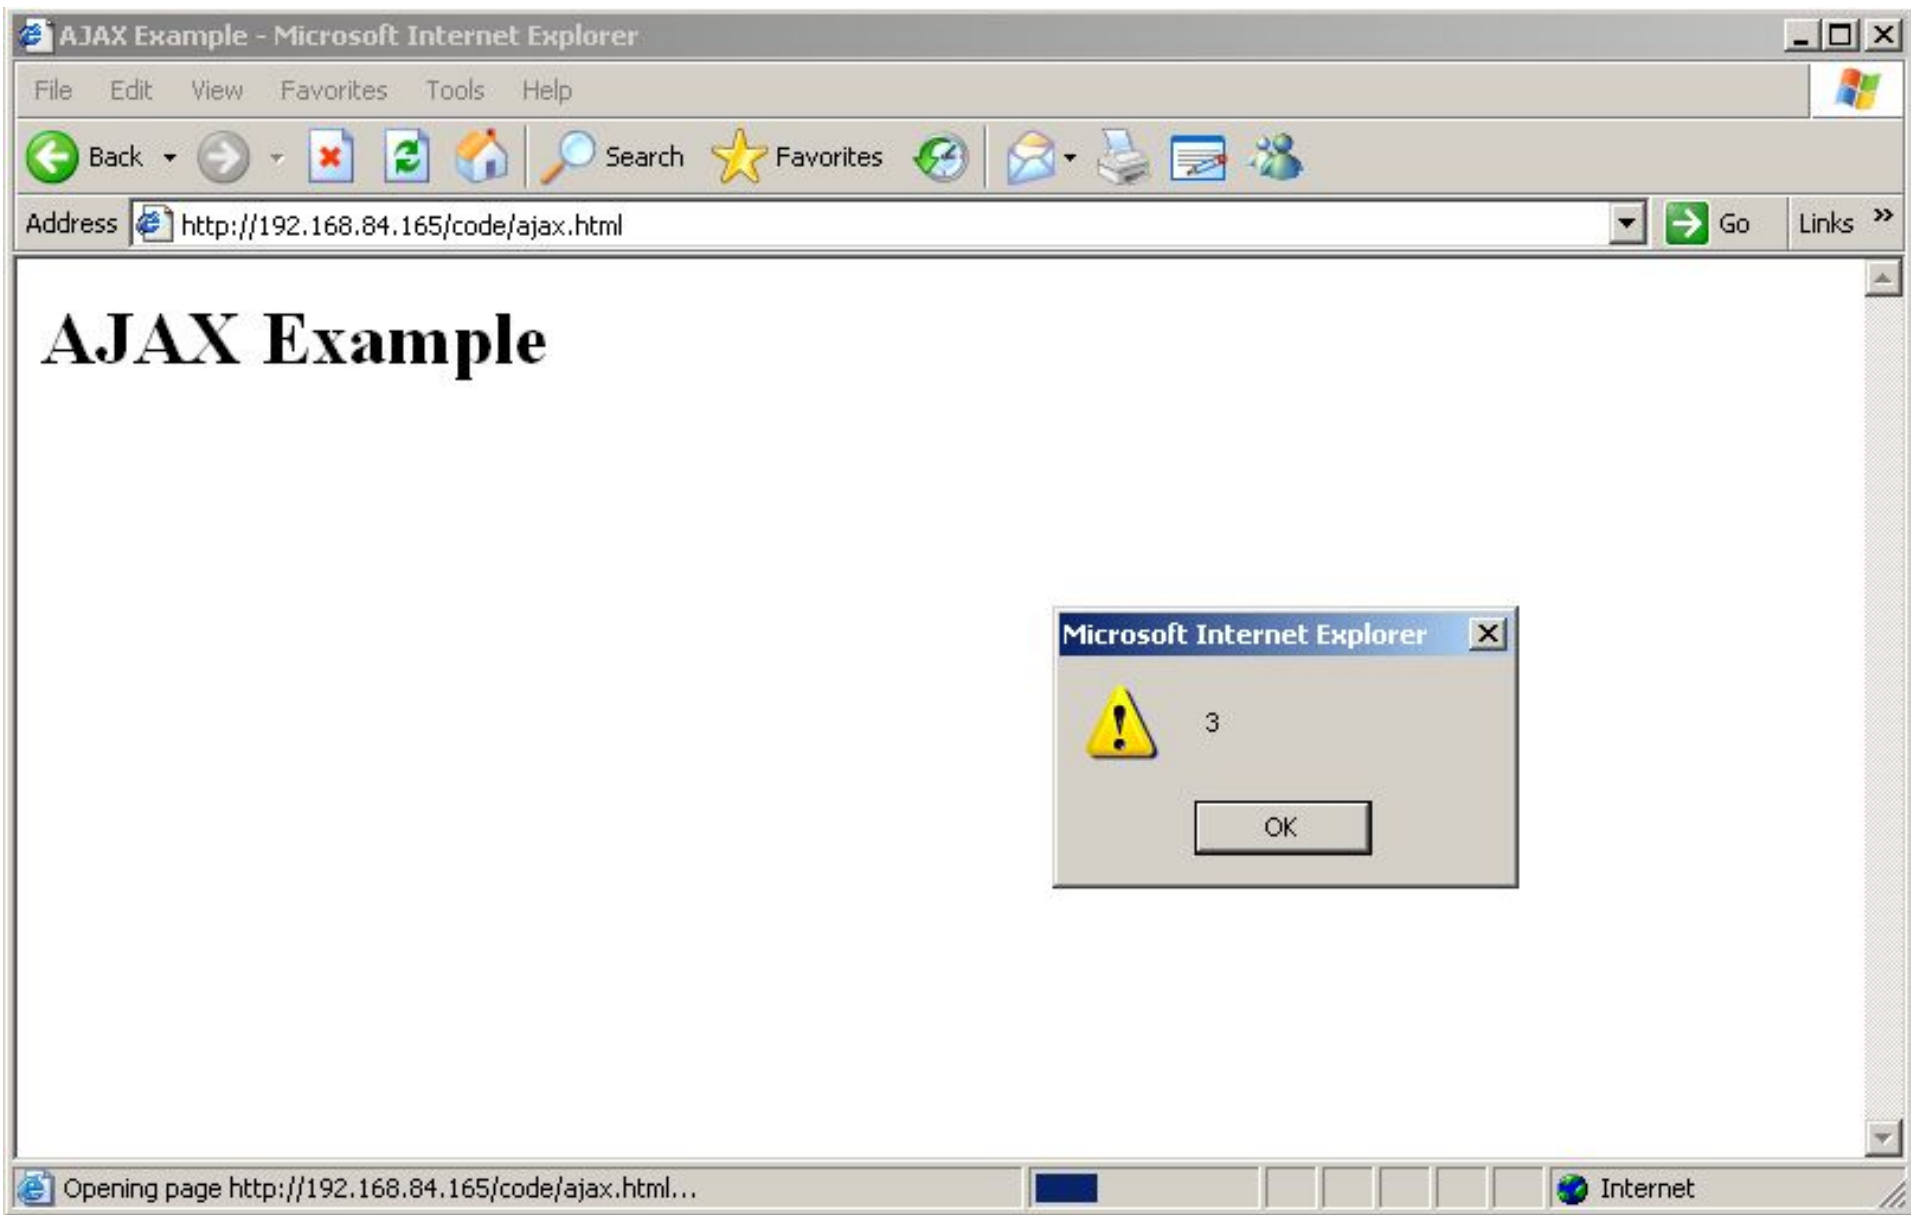 AJAX Example - Microsoft Internet Explorer
File Edit View Favorites Tools Help
Back Search Favorites
Address http://192.168.84.165/code/ajax.html Go Links »
AJAX Example
Microsoft Internet Explorer
3
OK
Opening page http://192.168.84.165/code/ajax.html... Internet